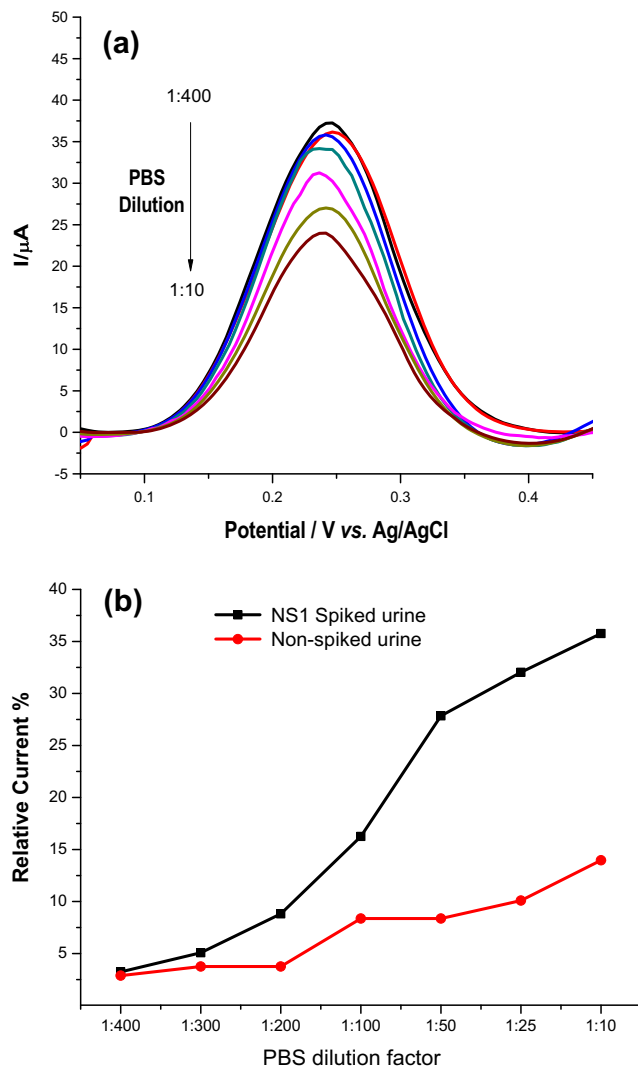 (a)
50
45
40
35
30
25
20
15
10
5
0
-5
I/µA
1:400
PBS
Dilution
1:10
0.1 0.2 0.3 0.4
Potential / V vs. Ag/AgCl
(b)
NS1 Spiked urine
Non-spiked urine
40
35
30
25
20
15
10
5
Relative Current %
1:400 1:300 1:200 1:100 1:50 1:25 1:10
PBS dilution factor